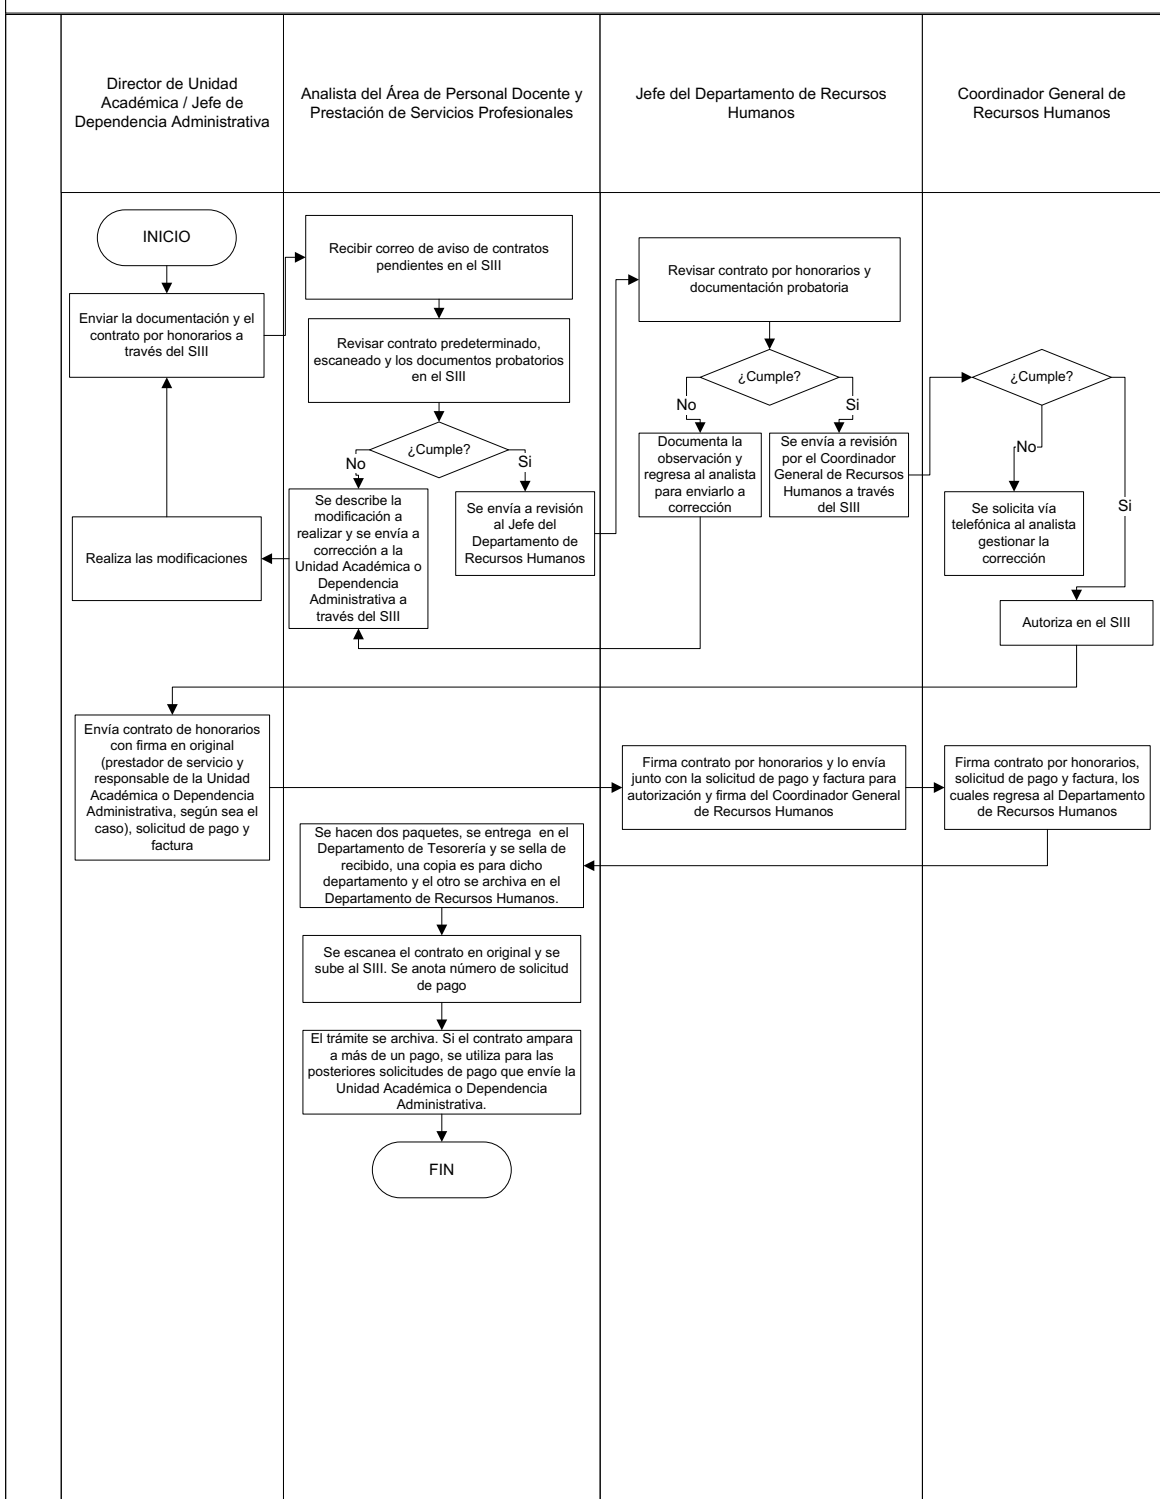 Director de Unidad
Académica / Jefe de
Dependencia Administrativa
Analista del Área de Personal Docente y
Prestación de Servicios Profesionales
Jefe del Departamento de Recursos
Humanos
Coordinador General de
Recursos Humanos
INICIO
Enviar la documentación y el
contrato por honorarios a
través del SIII
Recibir correo de aviso de contratos
pendientes en el SIII
Revisar contrato predeterminado,
escaneado y los documentos probatorios
en el SIII
¿Cumple?
No
Si
Se describe la
modificación a
realizar y se envía a
corrección a la
Unidad Académica o
Dependencia
Administrativa a
través del SIII
Realiza las modificaciones
Se envía a revisión
al Jefe del
Departamento de
Recursos Humanos
Revisar contrato por honorarios y
documentación probatoria
¿Cumple?
No
Si
Documenta la
observación y
regresa al analista
para enviarlo a
corrección
Se envía a revisión
por el Coordinador
General de Recursos
Humanos a través
del SIII
¿Cumple?
No
Si
Se solicita vía
telefónica al analista
gestionar la
corrección
Autoriza en el SIII
Envía contrato de honorarios
con firma en original
(prestador de servicio y
responsable de la Unidad
Académica o Dependencia
Administrativa, según sea el
caso), solicitud de pago y
factura
Firma contrato por honorarios y lo envía
junto con la solicitud de pago y factura para
autorización y firma del Coordinador General
de Recursos Humanos
Firma contrato por honorarios,
solicitud de pago y factura, los
cuales regresa al Departamento
de Recursos Humanos
Se hacen dos paquetes, se entrega en el
Departamento de Tesorería y se sella de
recibido, una copia es para dicho
departamento y el otro se archiva en el
Departamento de Recursos Humanos.
Se escanea el contrato en original y se
sube al SIII. Se anota número de solicitud
de pago
El trámite se archiva. Si el contrato ampara
a más de un pago, se utiliza para las
posteriores solicitudes de pago que envíe la
Unidad Académica o Dependencia
Administrativa.
FIN